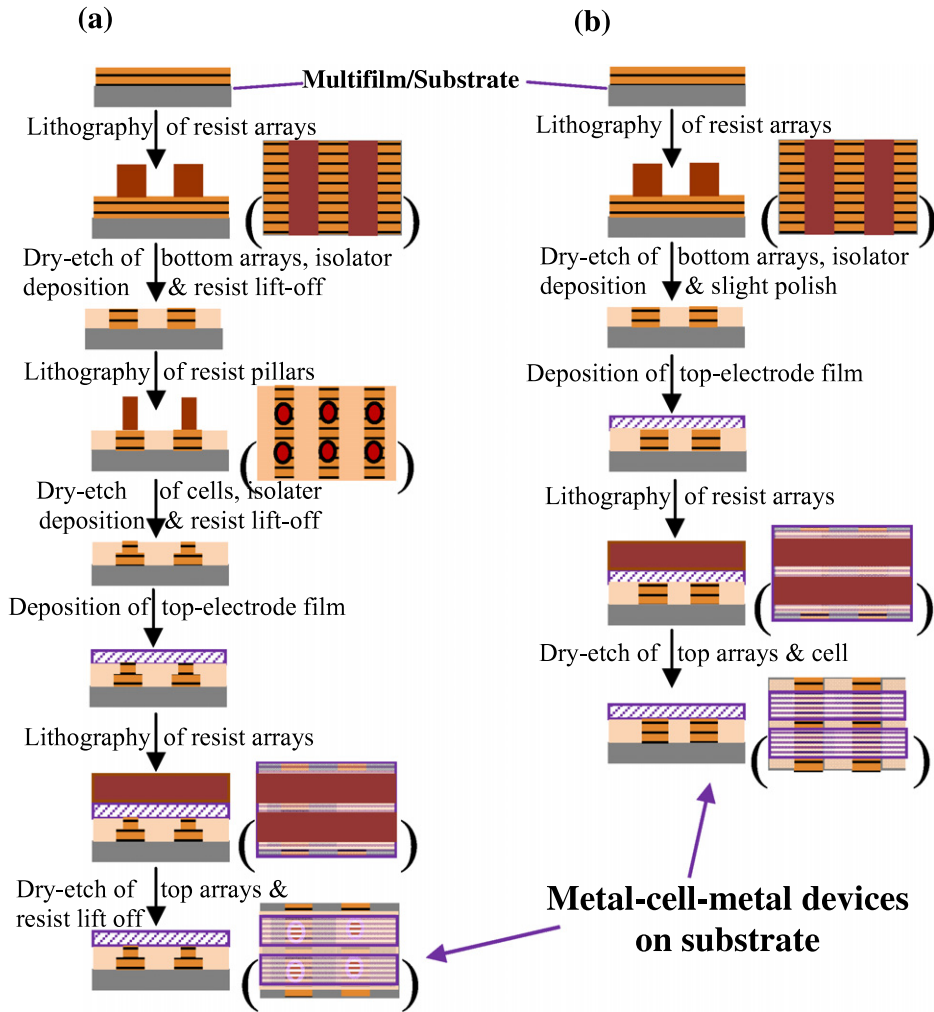 (a)
Multifilm/Substrate
Lithography of resist arrays
Dry-etch of bottom arrays, isolator
deposition & resist lift-off
Lithography of resist pillars
Dry-etch of cells, isolater
deposition & resist lift-off
Deposition of top-electrode film
Lithography of resist arrays
Dry-etch of top arrays &
resist lift off
(b)
Lithography of resist arrays
Dry-etch of bottom arrays, isolator
deposition & slight polish
Deposition of top-electrode film
Lithography of resist arrays
Dry-etch of top arrays & cell
Metal-cell-metal devices
on substrate